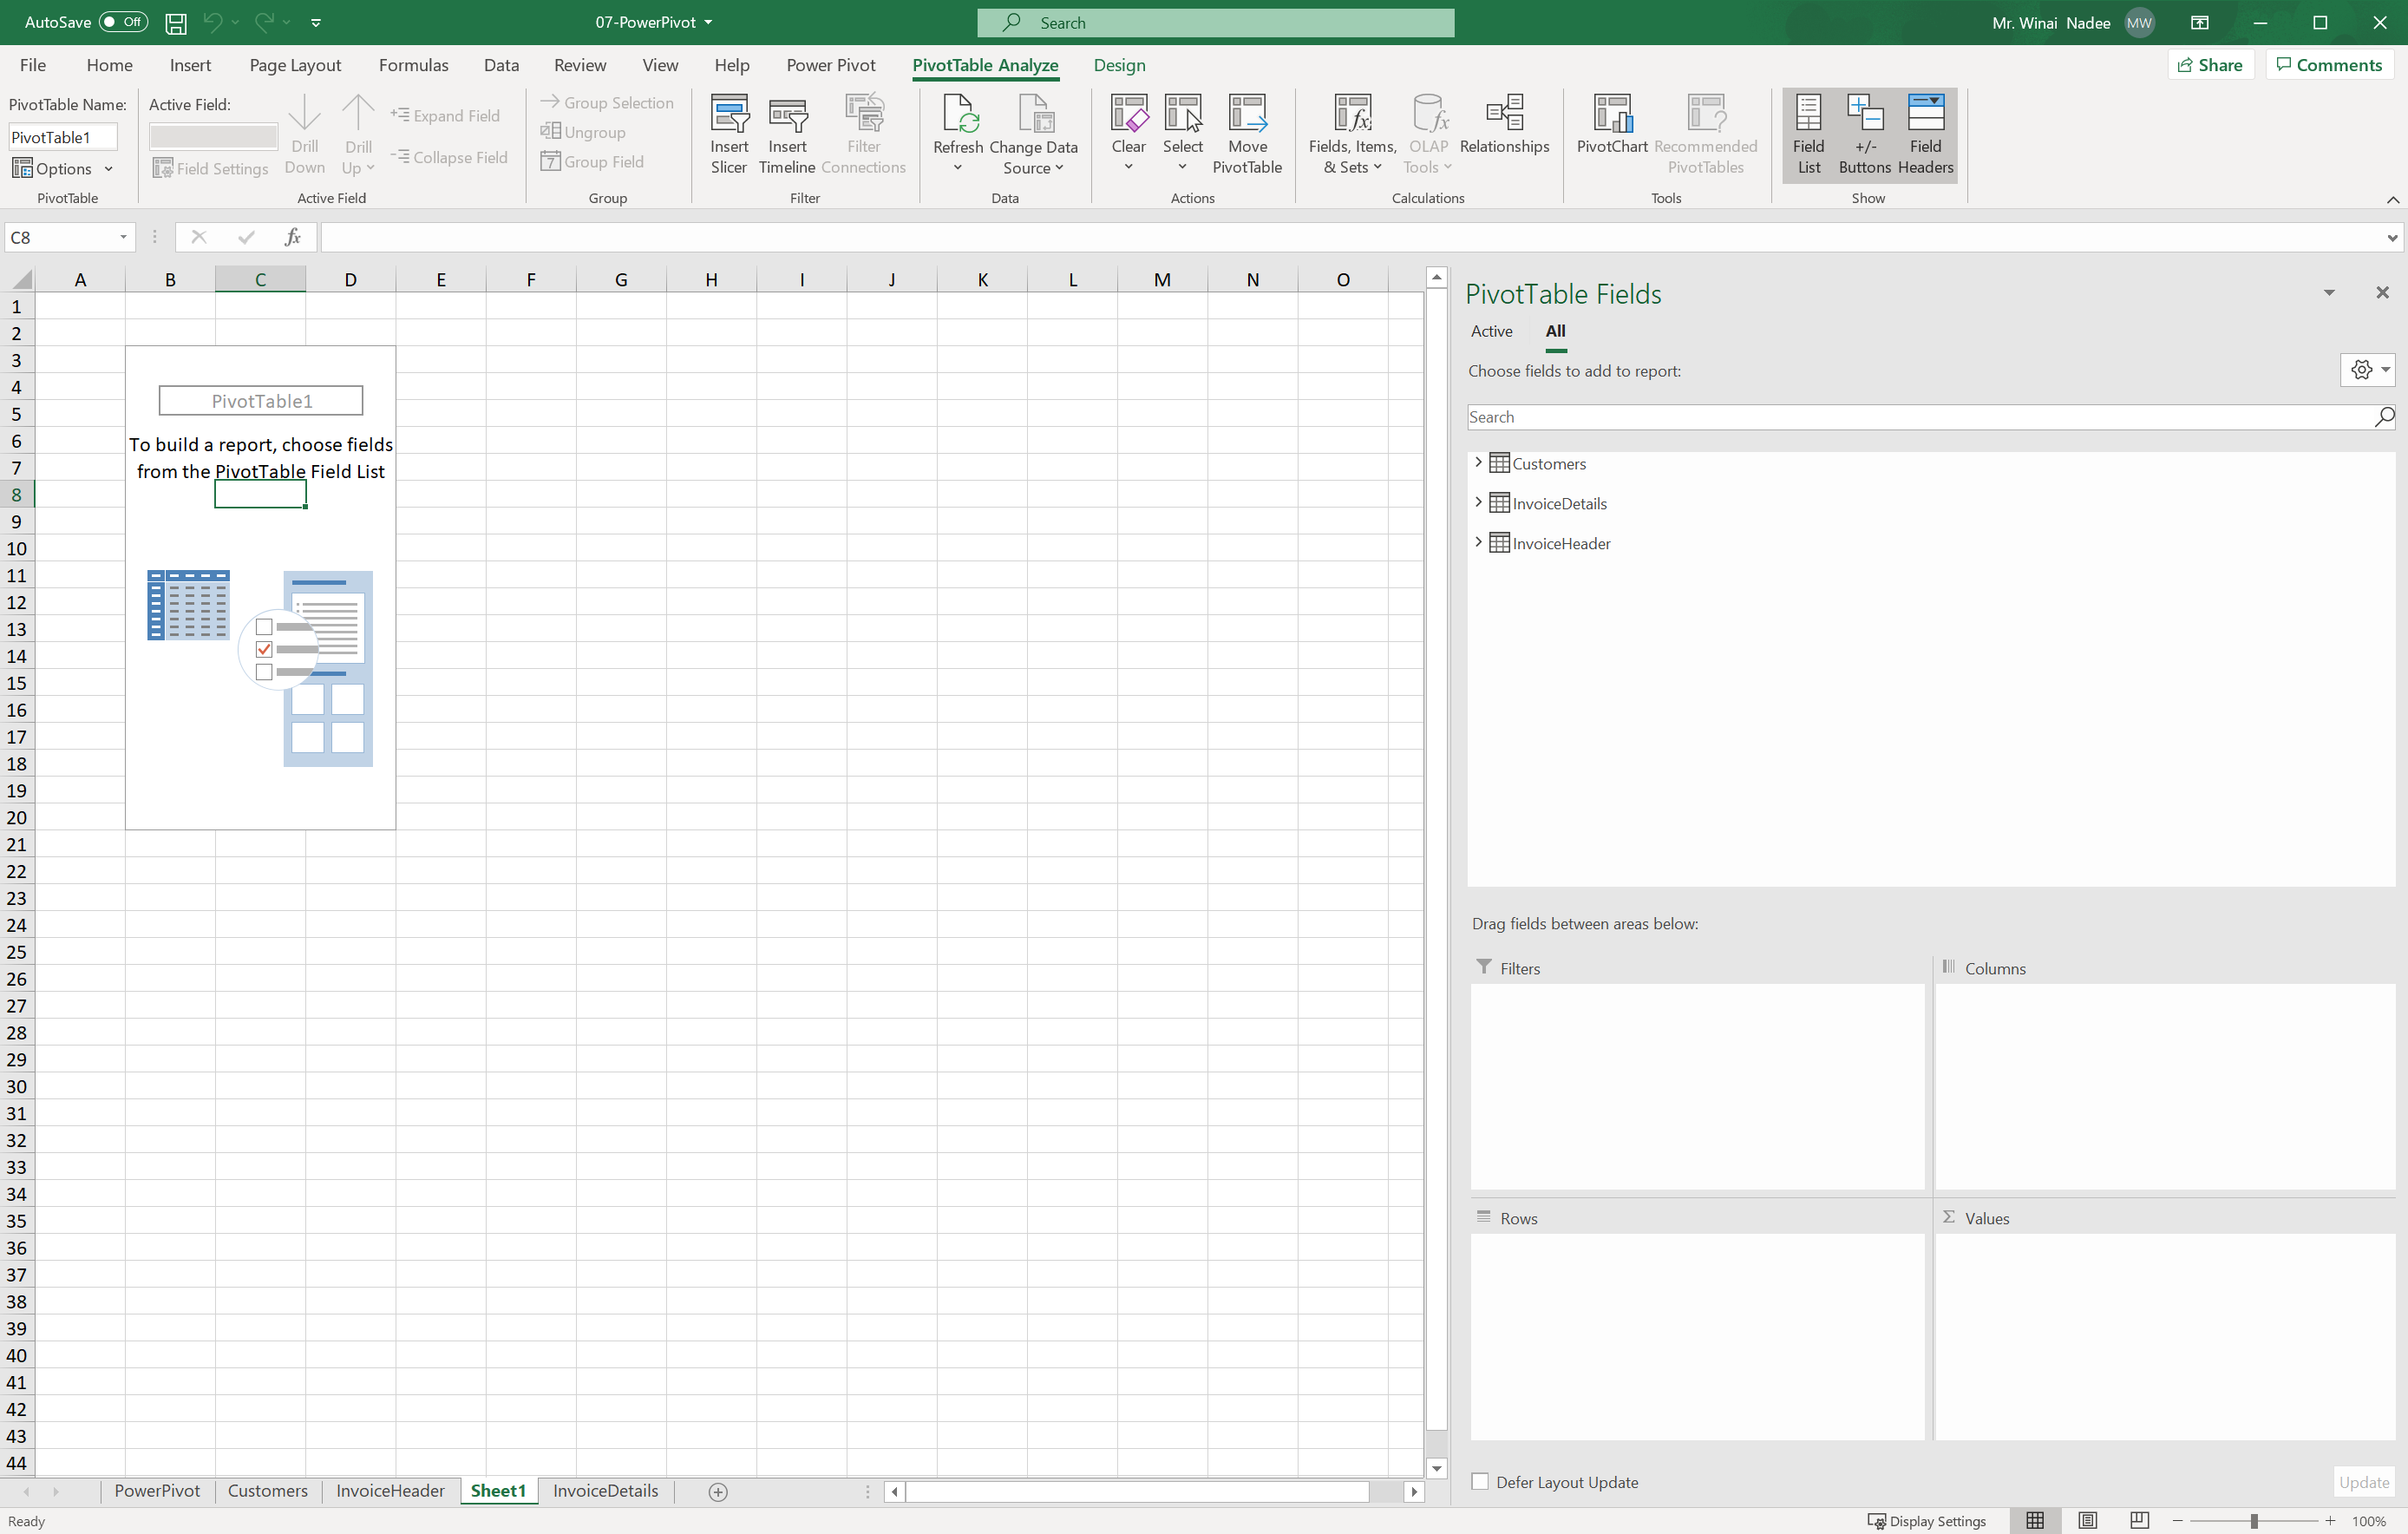 AutoSave Off 07-PowerPivot Search Mr. Winai Nadee MW
File Home Insert Page Layout Formulas Data Review View Help Power Pivot PivotTable Analyze Design Share Comments
PivotTable Name:
PivotTable1
Options
PivotTable
Active Field:
Field Settings
Drill Down
Drill Up
Expand Field
Collapse Field
Active Field
Group Selection
Ungroup
7 Group Field
Group
Insert Slicer
Insert Timeline
Filter Connections
Filter
Refresh
Change Data Source
Data
Clear
Select
Move PivotTable
Actions
Fields, Items, & Sets
OLAP Tools
Relationships
Calculations
PivotChart
Recommended PivotTables
Tools
Field List
+/- Buttons
Field Headers
Show
C8 fx
A B C D E F G H I J K L M N O
1
2
3
4
5
6
7
8
9
10
11
12
13
14
15
16
17
18
19
20
21
22
23
24
25
26
27
28
29
30
31
32
33
34
35
36
37
38
39
40
41
42
43
44
PivotTable1
To build a report, choose fields
from the PivotTable Field List
PivotTable Fields
Active All
Choose fields to add to report:
Search
Customers
InvoiceDetails
InvoiceHeader
Drag fields between areas below:
Filters
Columns
Rows
Σ Values
Defer Layout Update
Update
PowerPivot Customers InvoiceHeader Sheet1 InvoiceDetails
Ready Display Settings 100%